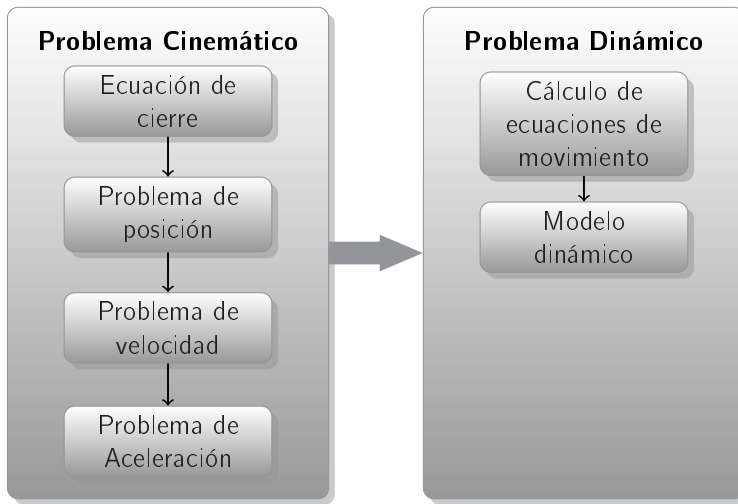 Problema Cinemático
Ecuación de
cierre
Problema de
posición
Problema de
velocidad
Problema de
Aceleración
Problema Dinámico
Cálculo de
ecuaciones de
movimiento
Modelo
dinámico